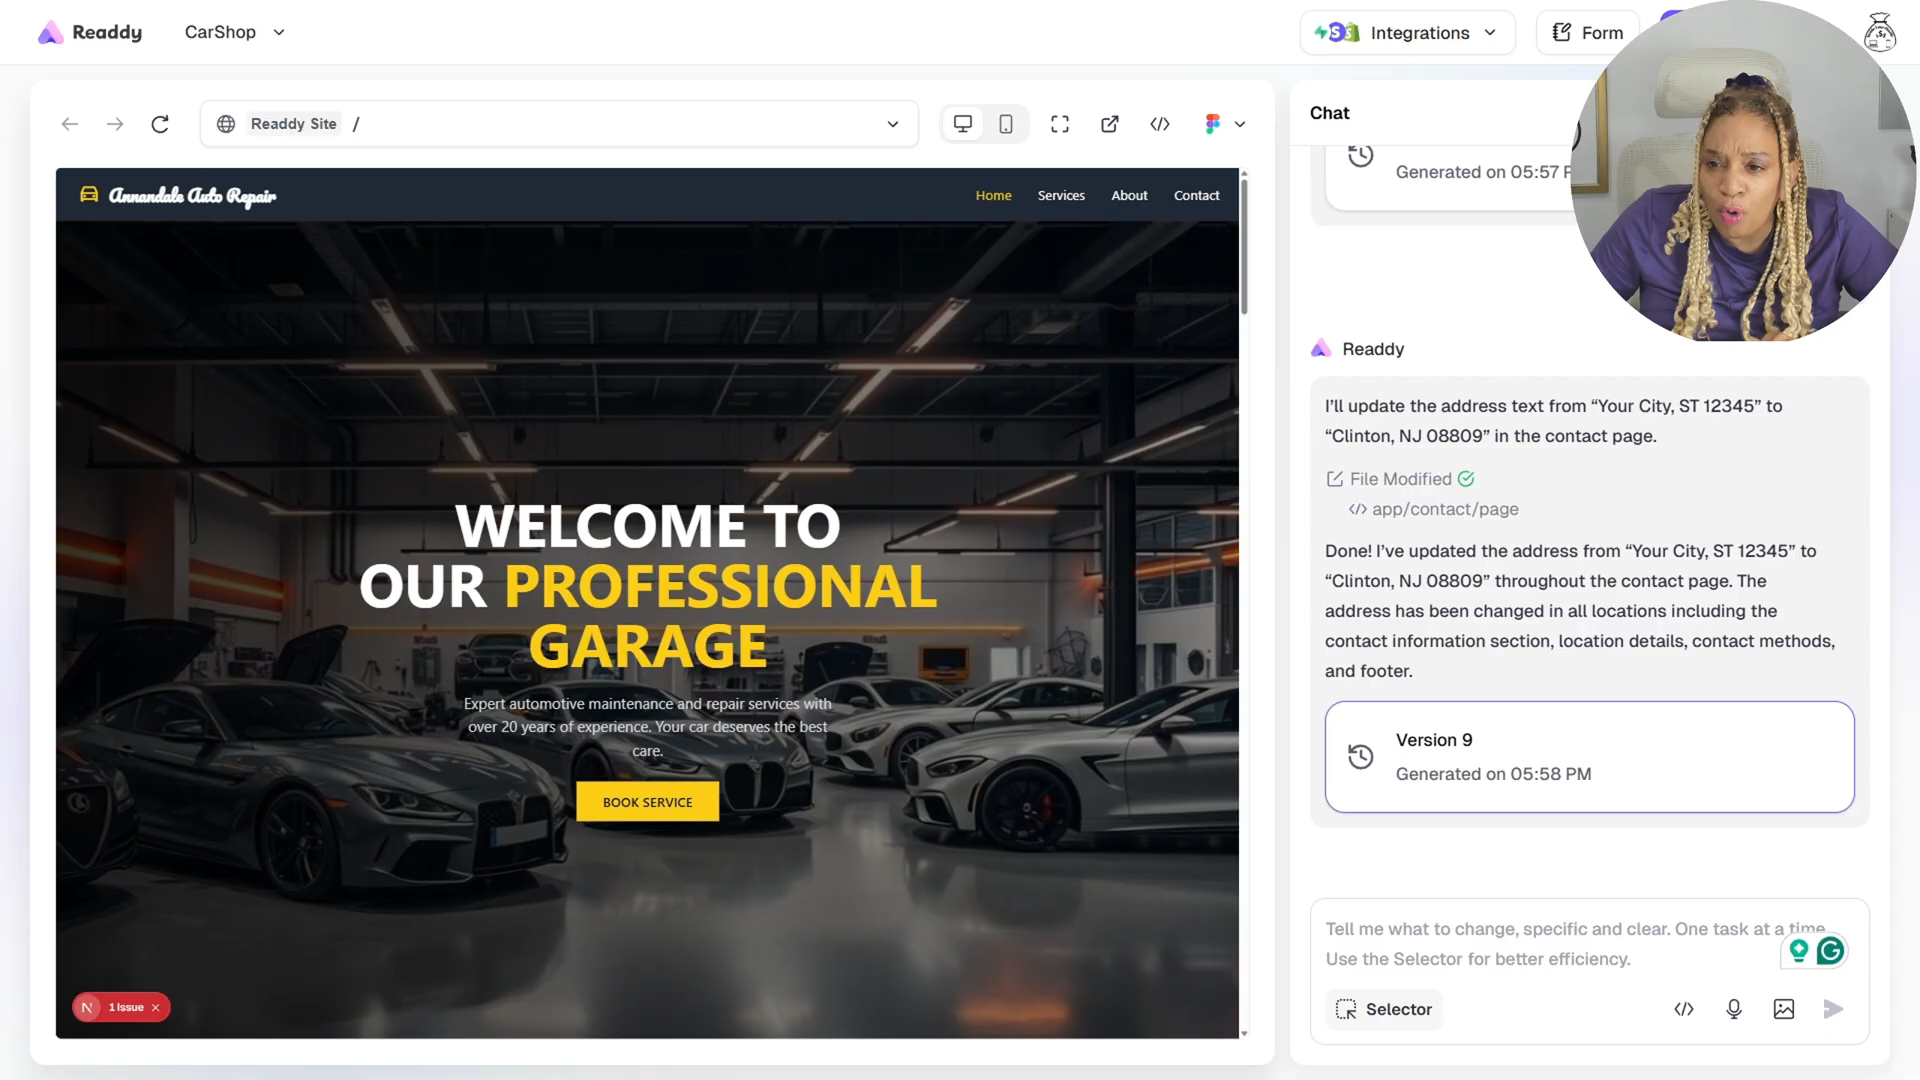 Readdy
CarShop
Integrations
Form
Readdy Site /
Chat
Generated on 05:57 P
Annandale Auto Repair
Home
Services
About
Contact
WELCOME TO
OUR PROFESSIONAL
GARAGE
Expert automotive maintenance and repair services with
over 20 years of experience. Your car deserves the best
care.
BOOK SERVICE
N 1 Issue
Readdy
I'll update the address text from “Your City, ST 12345” to
“Clinton, NJ 08809” in the contact page.
File Modified
</> app/contact/page
Done! I've updated the address from “Your City, ST 12345” to
“Clinton, NJ 08809” throughout the contact page. The
address has been changed in all locations including the
contact information section, location details, contact methods,
and footer.
Version 9
Generated on 05:58 PM
Tell me what to change, specific and clear. One task at a time.
Use the Selector for better efficiency.
Selector